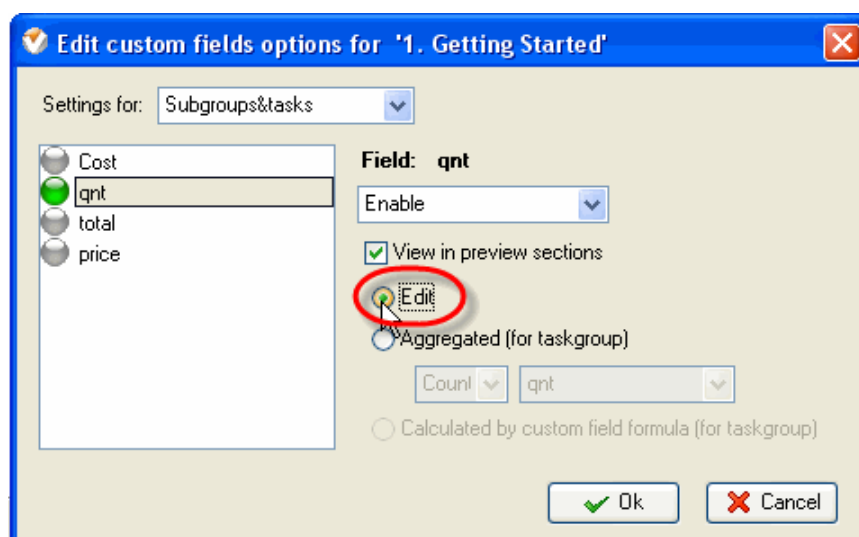 Edit custom fields options for '1. Getting Started'
Settings for: Subgroups&tasks
Cost
qnt
total
price
Field: qnt
Enable
View in preview sections
Edit
Aggregated (for taskgroup)
Count qnt
Calculated by custom field formula (for taskgroup)
Ok Cancel